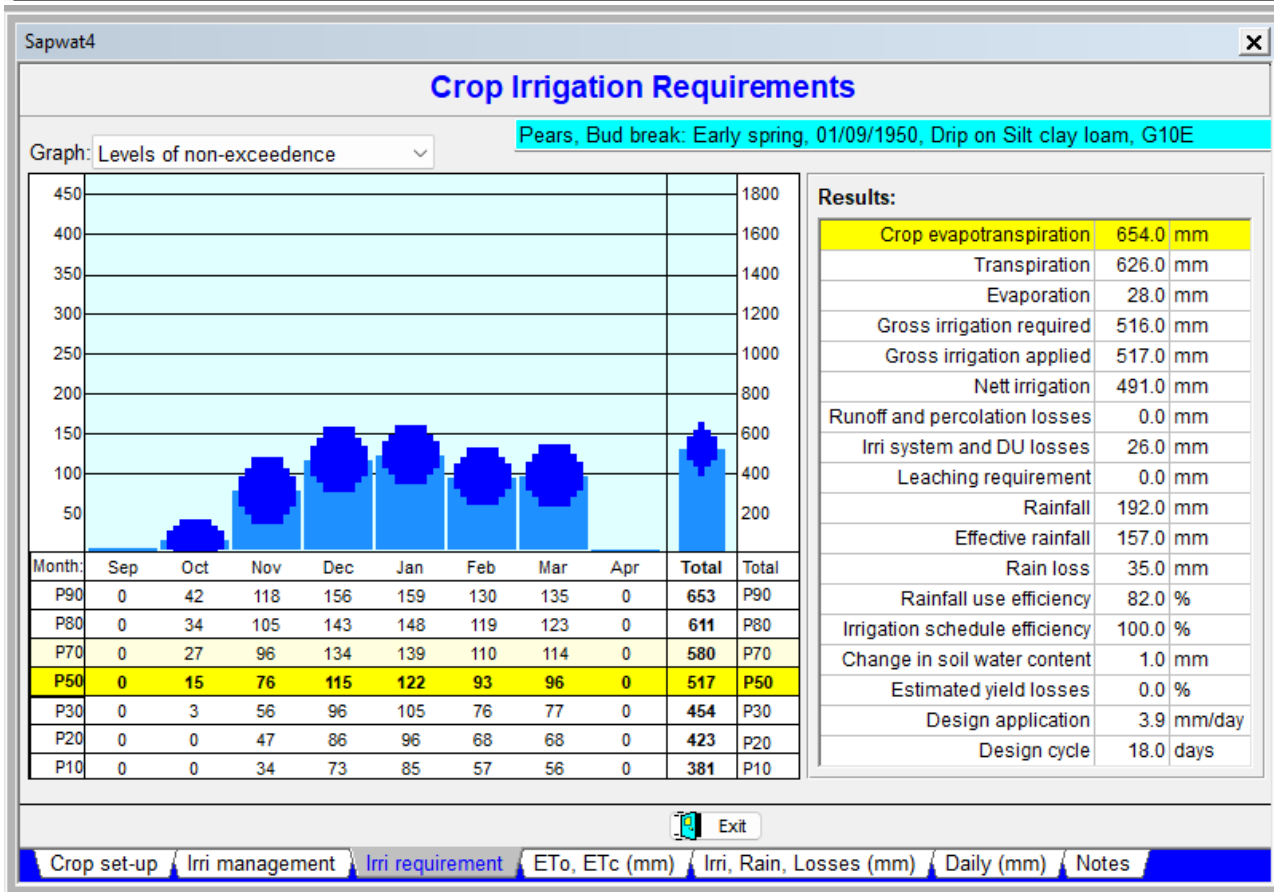 Sapwat4
Crop Irrigation Requirements
Pears, Bud break: Early spring, 01/09/1950, Drip on Silt clay loam, G10E
Graph: Levels of non-exceedence
450 1800
400 1600
350 1400
300 1200
250 1000
200 800
150 600
100 400
50 200
Month: Sep Oct Nov Dec Jan Feb Mar Apr Total Total
P90 0 42 118 156 159 130 135 0 653 P90
P80 0 34 105 143 148 119 123 0 611 P80
P70 0 27 96 134 139 110 114 0 580 P70
P50 0 15 76 115 122 93 96 0 517 P50
P30 0 3 56 96 105 76 77 0 454 P30
P20 0 0 47 86 96 68 68 0 423 P20
P10 0 0 34 73 85 57 56 0 381 P10
Results:
Crop evapotranspiration 654.0 mm
Transpiration 626.0 mm
Evaporation 28.0 mm
Gross irrigation required 516.0 mm
Gross irrigation applied 517.0 mm
Nett irrigation 491.0 mm
Runoff and percolation losses 0.0 mm
Irri system and DU losses 26.0 mm
Leaching requirement 0.0 mm
Rainfall 192.0 mm
Effective rainfall 157.0 mm
Rain loss 35.0 mm
Rainfall use efficiency 82.0 %
Irrigation schedule efficiency 100.0 %
Change in soil water content 1.0 mm
Estimated yield losses 0.0 %
Design application 3.9 mm/day
Design cycle 18.0 days
Exit
Crop set-up Irri management Irri requirement ETo, ETc (mm) Irri, Rain, Losses (mm) Daily (mm) Notes